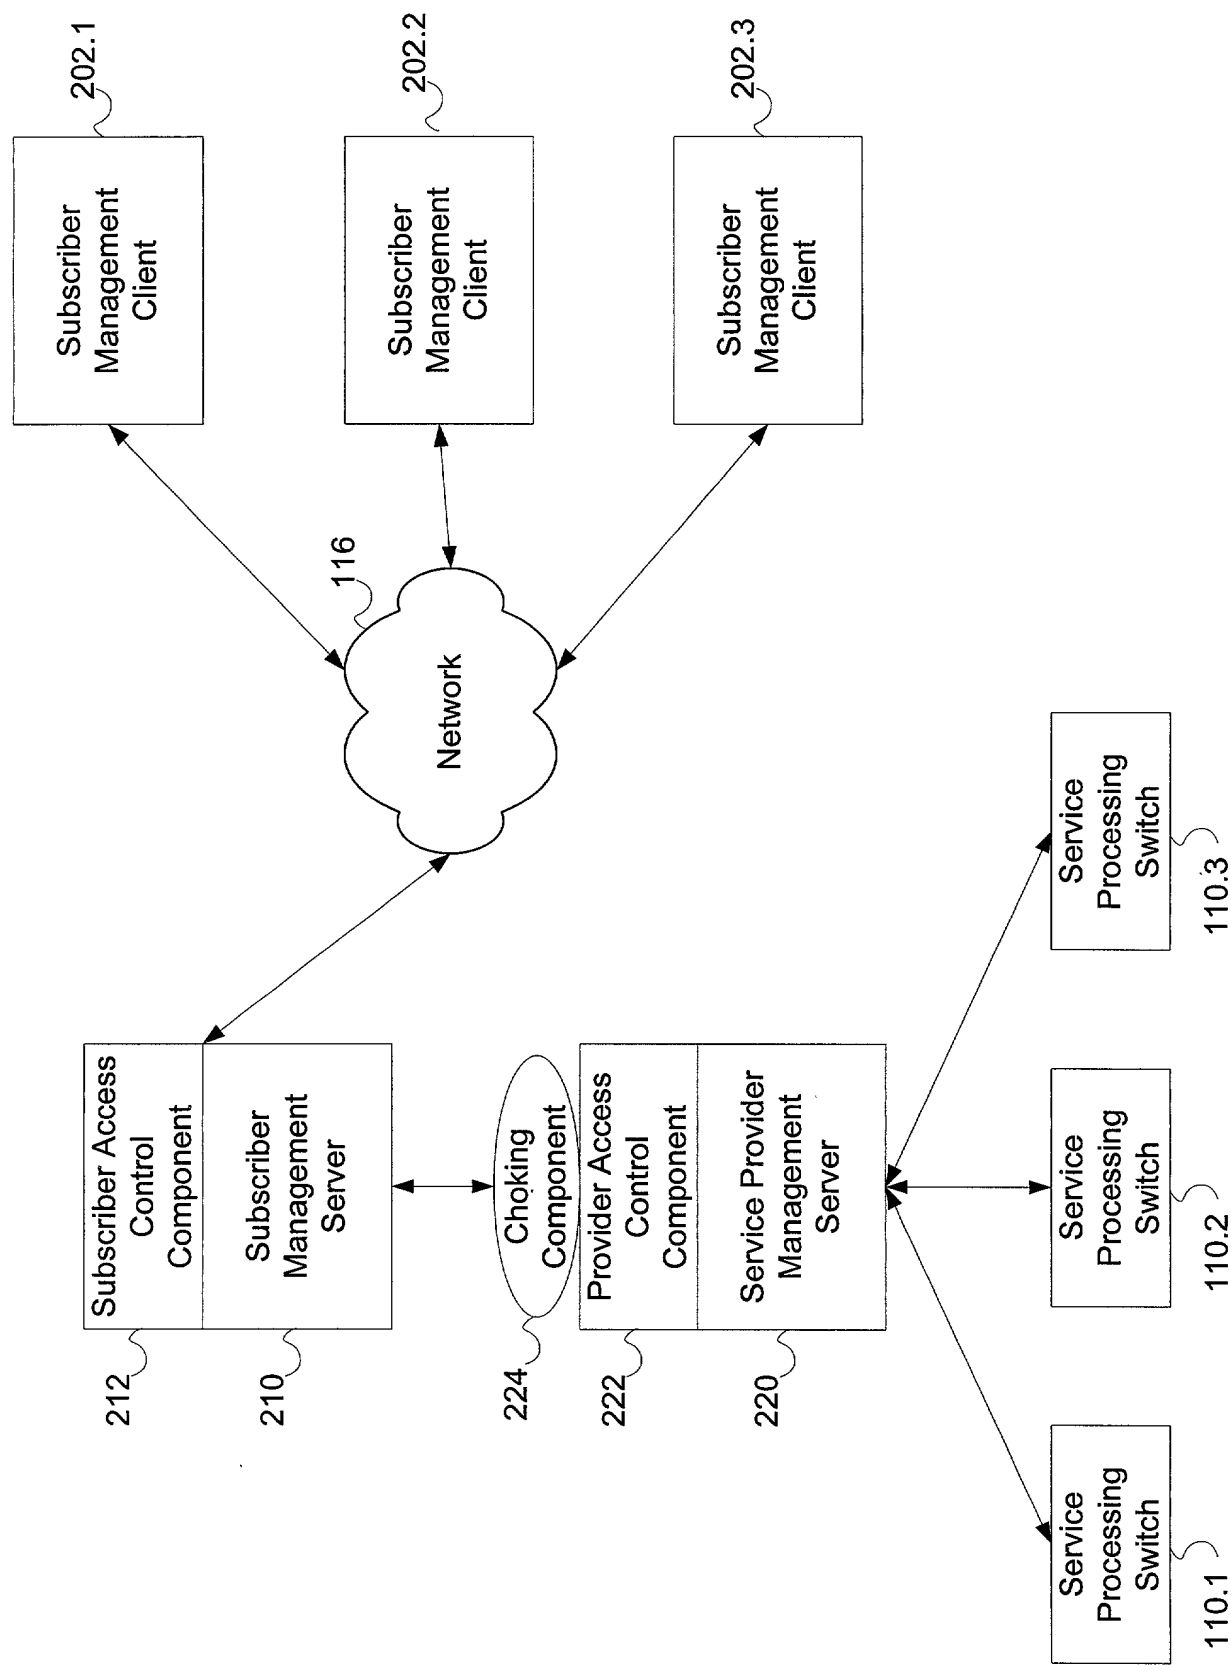 212
Subscriber Access
Control
Component
210
Subscriber
Management
Server
224
Choking
Component
222
Provider Access
Control
Component
220
Service Provider
Management
Server
116
Network
Subscriber
Management
Client
202.1
Subscriber
Management
Client
202.2
Subscriber
Management
Client
202.3
Service
Processing
Switch
110.1
Service
Processing
Switch
110.2
Service
Processing
Switch
110.3